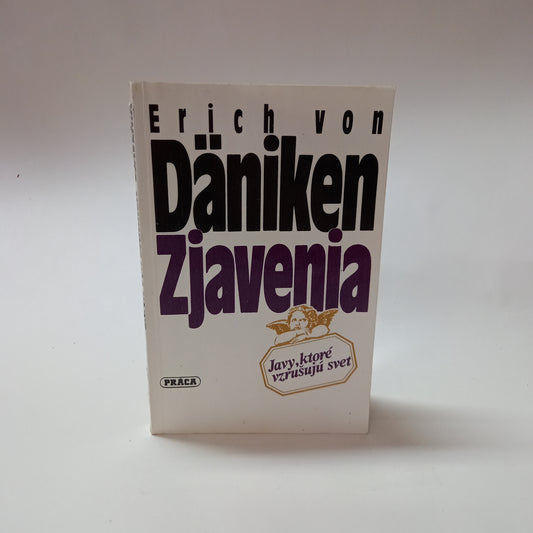 Erich von
Däniken
Zjavenia
Javy, ktoré
vzrušujú svet
PRÁCA